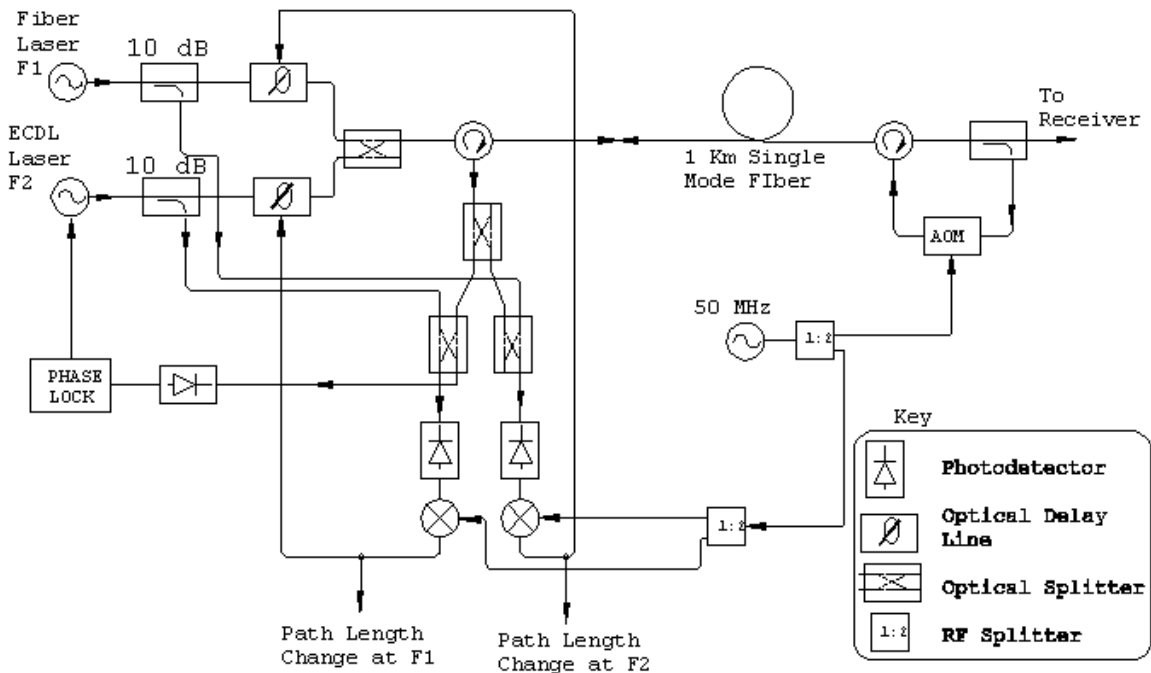 Fiber
Laser
F1
10 dB
ECDL
Laser
F2
10 dB
1 Km Single
Mode FIber
To
Receiver
AOM
50 MHz
1:2
PHASE
LOCK
1:2
Path Length
Change at F1
Path Length
Change at F2
Key
Photodetector
Optical Delay
Line
Optical Splitter
1:2
RF Splitter